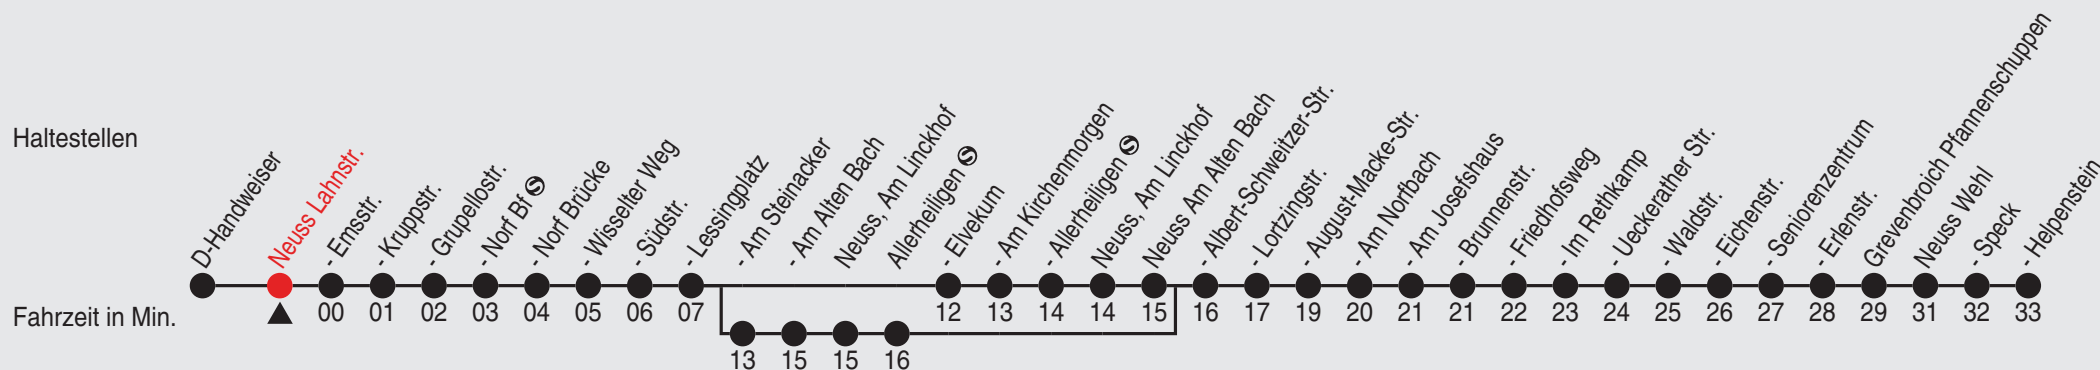 Haltestellen
D-Handweiser
Neuss Lahnstr.
- Emsstr.
- Kruppstr.
- Grupellostr.
- Norf Bf Ⓢ
- Norf Brücke
- Wisselter Weg
- Südstr.
- Lessingplatz
- Am Steinacker
- Am Alten Bach
Neuss, Am Linckhof
Allerheiligen Ⓢ
- Elvekum
- Am Kirchenmorgen
- Allerheiligen Ⓢ
Neuss, Am Linckhof
Neuss Am Alten Bach
- Albert-Schweitzer-Str.
- Lortzingstr.
- August-Macke-Str.
- Am Norfbach
- Am Josefshaus
- Brunnenstr.
- Friedhofsweg
- Im Rethkamp
- Ueckerather Str.
- Waldstr.
- Eichenstr.
- Seniorenzentrum
- Erlenstr.
Grevenbroich Pfannenschuppen
Neuss Wehl
- Speck
- Helpenstein
Fahrzeit in Min.
00 01 02 03 04 05 06 07 12 13 14 14 15 16 17 19 20 21 21 22 23 24 25 26 27 28 29 31 32 33
13 15 15 16